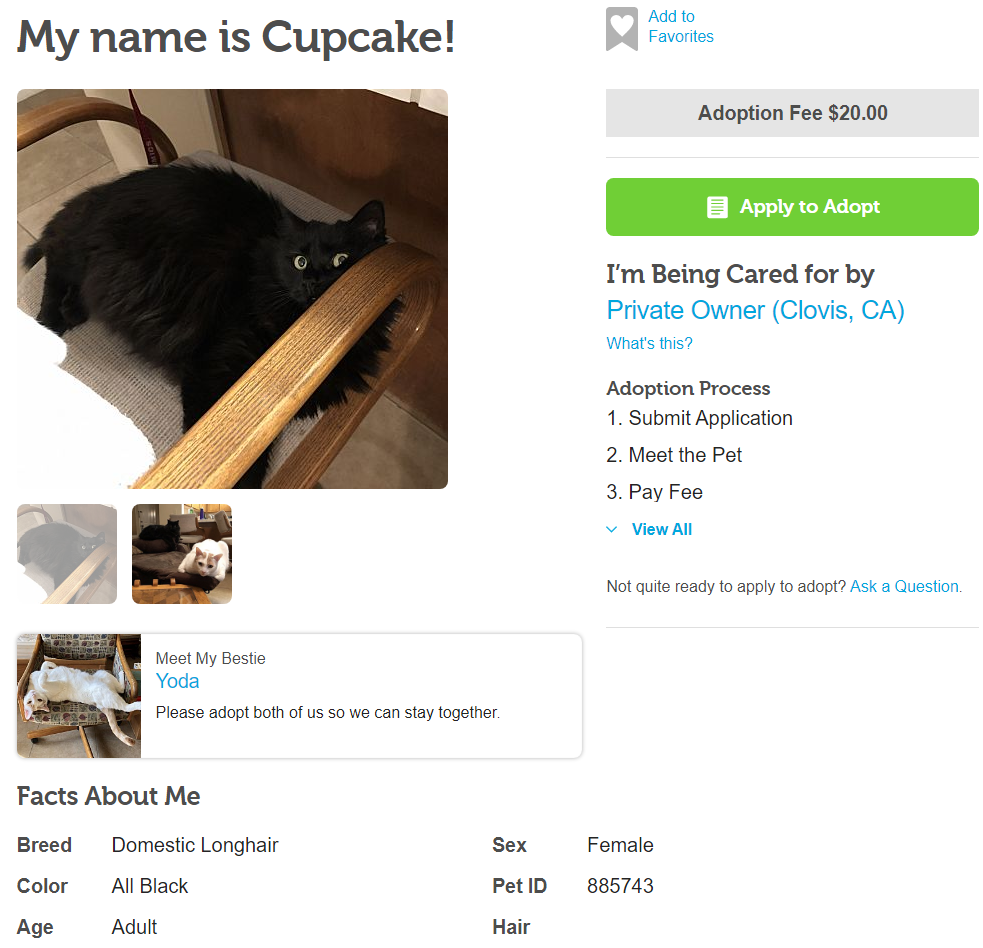 My name is Cupcake!
Add to
Favorites
Adoption Fee $20.00
Apply to Adopt
I'm Being Cared for by
Private Owner (Clovis, CA)
What's this?
Adoption Process
1. Submit Application
2. Meet the Pet
3. Pay Fee
View All
Not quite ready to apply to adopt? Ask a Question.
Meet My Bestie
Yoda
Please adopt both of us so we can stay together.
Facts About Me
Breed Domestic Longhair Sex Female
Color All Black Pet ID 885743
Age Adult Hair